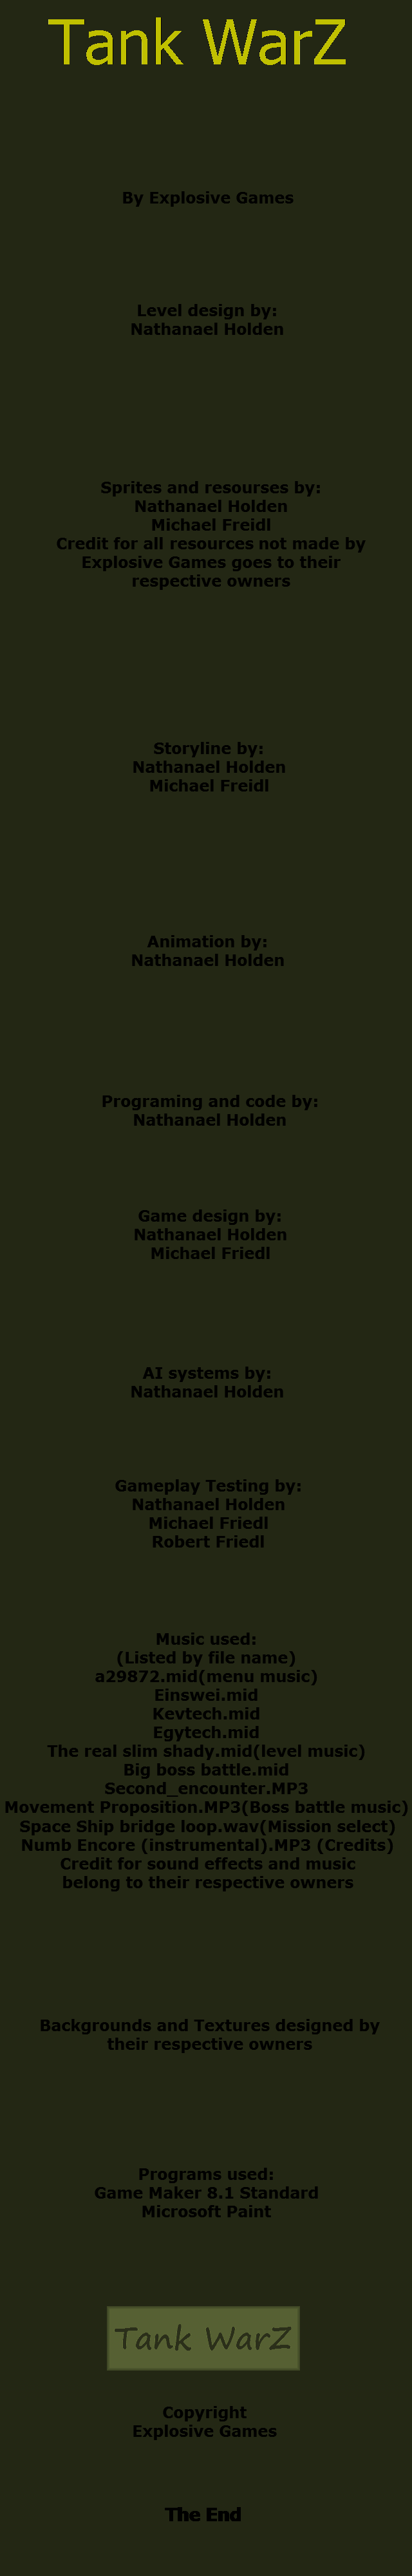 Tank WarZ
By Explosive Games
Level design by:
Nathanael Holden
Sprites and resourses by:
Nathanael Holden
Michael Freidl
Credit for all resources not made by
Explosive Games goes to their
respective owners
Storyline by:
Nathanael Holden
Michael Freidl
Animation by:
Nathanael Holden
Programing and code by:
Nathanael Holden
Game design by:
Nathanael Holden
Michael Friedl
AI systems by:
Nathanael Holden
Gameplay Testing by:
Nathanael Holden
Michael Friedl
Robert Friedl
Music used:
(Listed by file name)
a29872.mid(menu music)
Einswei.mid
Kevtech.mid
Egytech.mid
The real slim shady.mid(level music)
Big boss battle.mid
Second_encounter.MP3
Movement Proposition.MP3(Boss battle music)
Space Ship bridge loop.wav(Mission select)
Numb Encore (instrumental).MP3 (Credits)
Credit for sound effects and music
belong to their respective owners
Backgrounds and Textures designed by
their respective owners
Programs used:
Game Maker 8.1 Standard
Microsoft Paint
Tank WarZ
Copyright
Explosive Games
The End